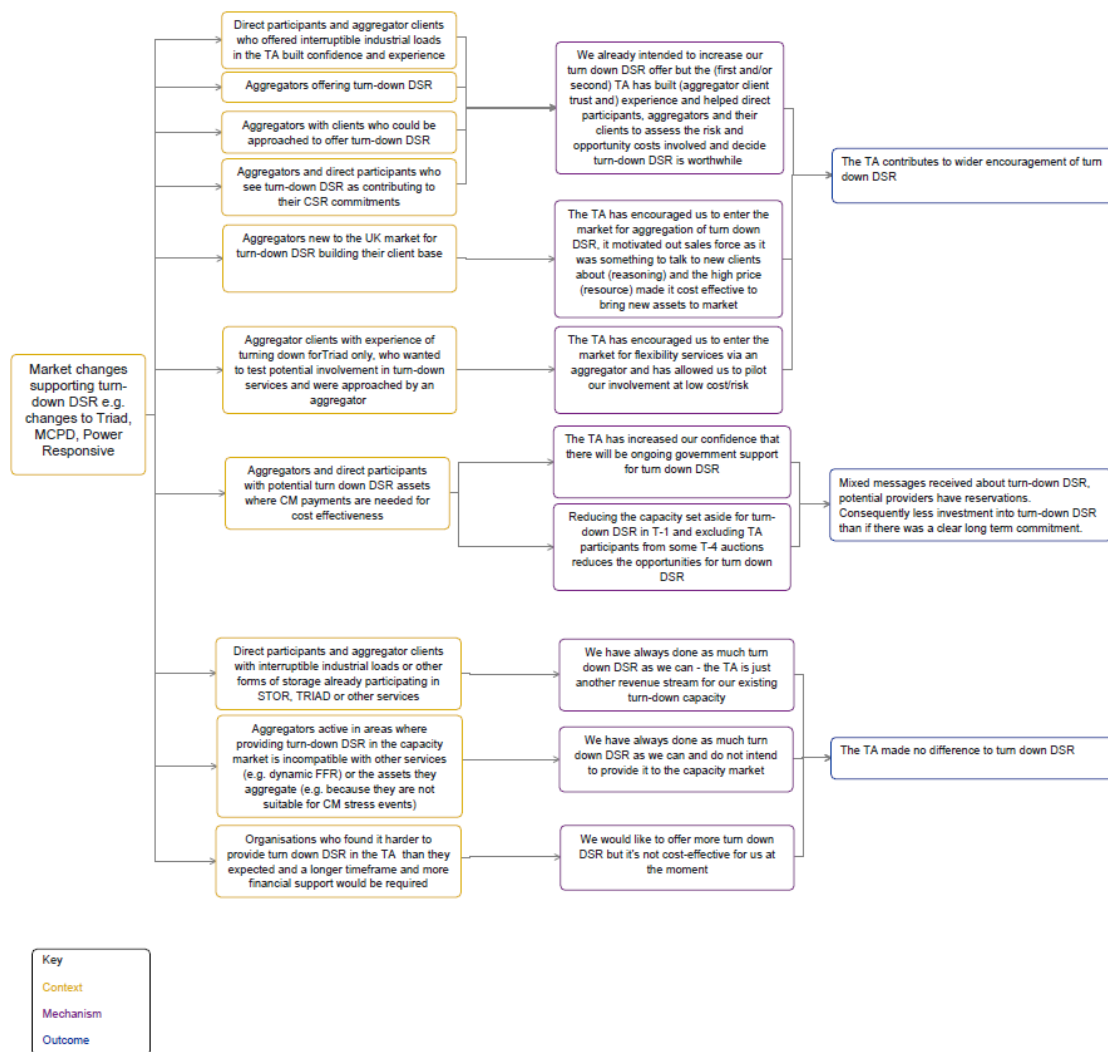 Direct participants and aggregator clients
who offered interruptible industrial loads
in the TA built confidence and experience
Aggregators offering turn-down DSR
Aggregators with clients who could be
approached to offer turn-down DSR
Aggregators and direct participants who
see turn-down DSR as contributing to
their CSR commitments
We already intended to increase our
turn down DSR offer but the (first and/or
second) TA has built (aggregator client
trust and) experience and helped direct
participants, aggregators and their
clients to assess the risk and
opportunity costs involved and decide
turn-down DSR is worthwhile
The TA contributes to wider encouragement of turn
down DSR
Aggregators new to the UK market for
turn-down DSR building their client base
The TA has encouraged us to enter the
market for aggregation of turn down
DSR, it motivated out sales force as it
was something to talk to new clients
about (reasoning) and the high price
(resource) made it cost effective to
bring new assets to market
Market changes
supporting turn-
down DSR e.g.
changes to Triad,
MCPD, Power
Responsive
Aggregator clients with experience of
turning down forTriad only, who wanted
to test potential involvement in turn-down
services and were approached by an
aggregator
The TA has encouraged us to enter the
market for flexibility services via an
aggregator and has allowed us to pilot
our involvement at low cost/risk
Aggregators and direct participants
with potential turn down DSR assets
where CM payments are needed for
cost effectiveness
The TA has increased our confidence that
there will be ongoing government support
for turn down DSR
Reducing the capacity set aside for turn-
down DSR in T-1 and excluding TA
participants from some T-4 auctions
reduces the opportunities for turn down
DSR
Mixed messages received about turn-down DSR,
potential providers have reservations.
Consequently less investment into turn-down DSR
than if there was a clear long term commitment.
Direct participants and aggregator clients
with interruptible industrial loads or other
forms of storage already participating in
STOR, TRIAD or other services
We have always done as much turn
down DSR as we can - the TA is just
another revenue stream for our existing
turn-down capacity
Aggregators active in areas where
providing turn-down DSR in the capacity
market is incompatible with other services
(e.g. dynamic FFR) or the assets they
aggregate (e.g. because they are not
suitable for CM stress events)
We have always done as much turn
down DSR as we can and do not intend
to provide it to the capacity market
The TA made no difference to turn down DSR
Organisations who found it harder to
provide turn down DSR in the TA than they
expected and a longer timeframe and more
financial support would be required
We would like to offer more turn down
DSR but it's not cost-effective for us at
the moment
Key
Context
Mechanism
Outcome